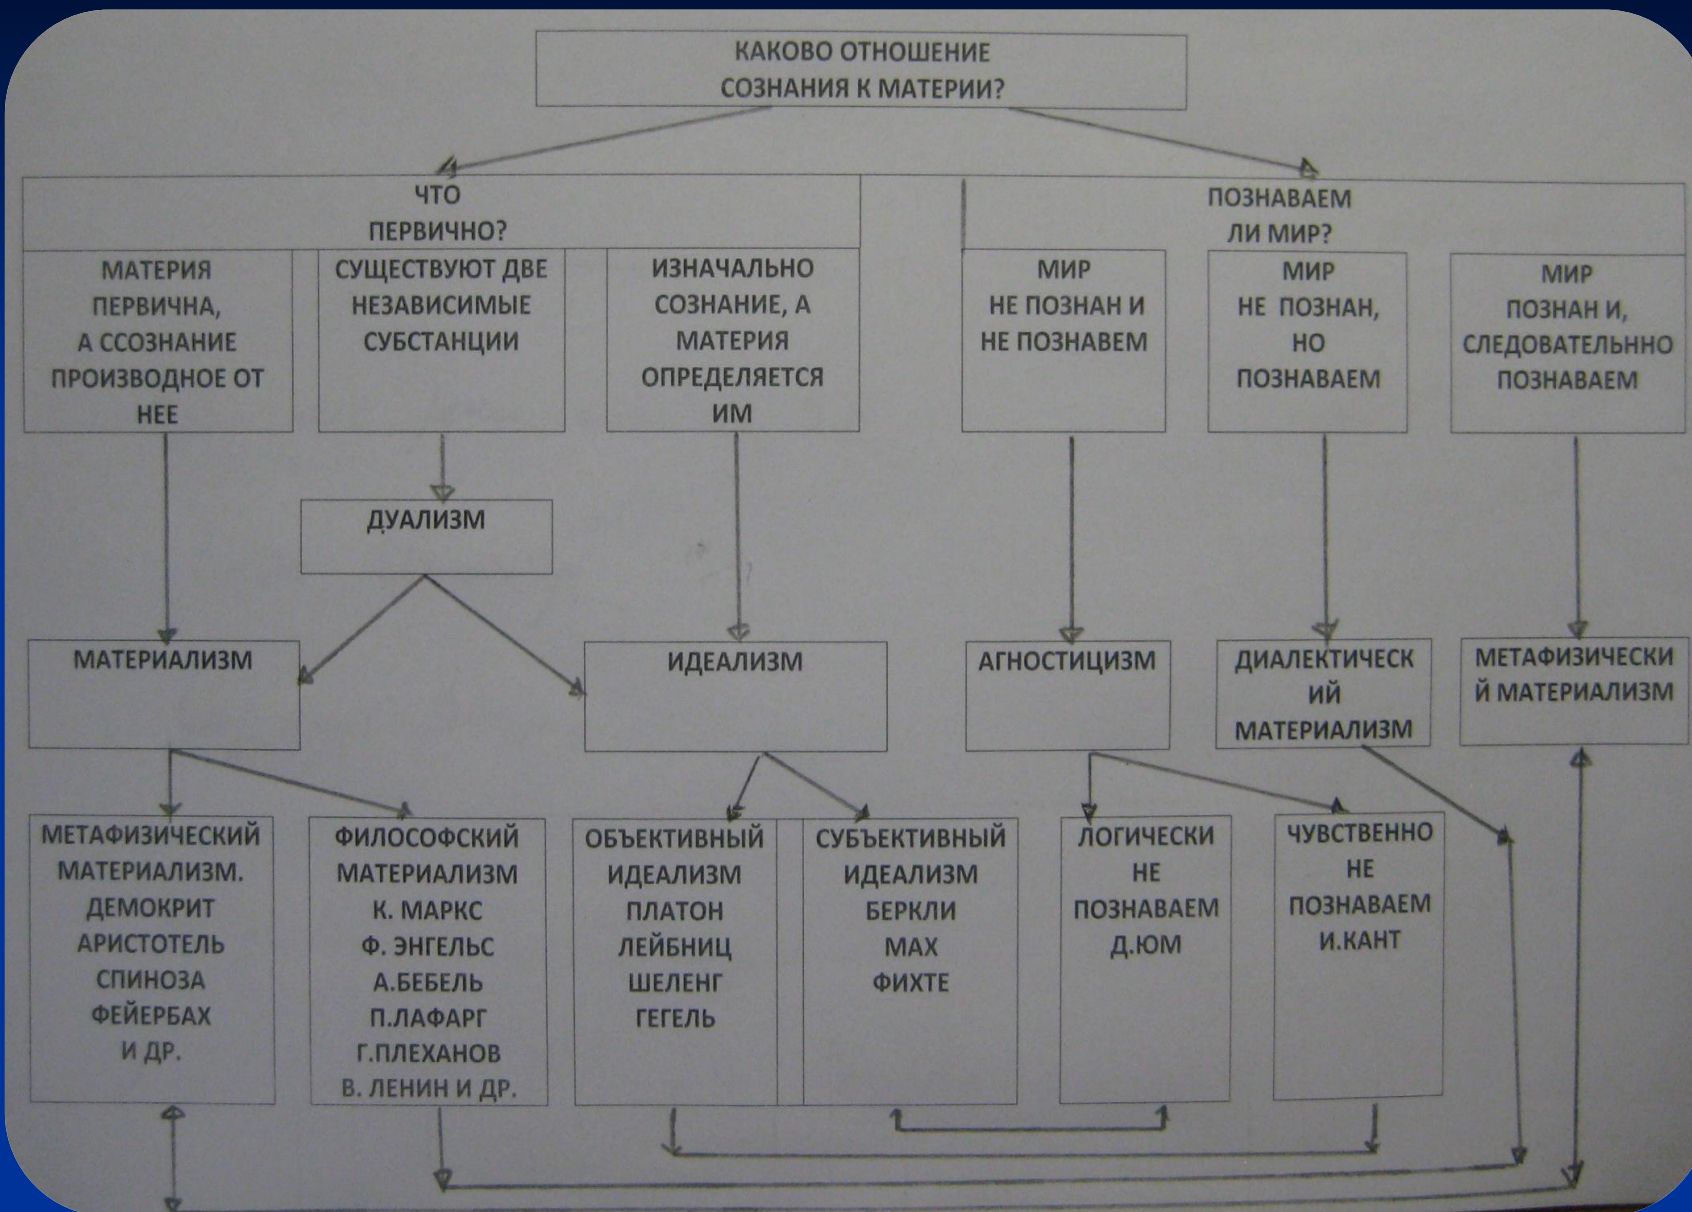 КАКОВО ОТНОШЕНИЕ
СОЗНАНИЯ К МАТЕРИИ?
ЧТО
ПЕРВИЧНО?
ПОЗНАВАЕМ
ЛИ МИР?
МАТЕРИЯ
ПЕРВИЧНА,
А ССОЗНАНИЕ
ПРОИЗВОДНОЕ ОТ
НЕЕ
СУЩЕСТВУЮТ ДВЕ
НЕЗАВИСИМЫЕ
СУБСТАНЦИИ
ИЗНАЧАЛЬНО
СОЗНАНИЕ, А
МАТЕРИЯ
ОПРЕДЕЛЯЕТСЯ
ИМ
МИР
НЕ ПОЗНАН И
НЕ ПОЗНАВЕМ
МИР
НЕ ПОЗНАН,
НО
ПОЗНАВАЕМ
МИР
ПОЗНАН И,
СЛЕДОВАТЕЛЬННО
ПОЗНАВАЕМ
ДУАЛИЗМ
МАТЕРИАЛИЗМ
ИДЕАЛИЗМ
АГНОСТИЦИЗМ
ДИАЛЕКТИЧЕСК
ИЙ
МАТЕРИАЛИЗМ
МЕТАФИЗИЧЕСКИ
Й МАТЕРИАЛИЗМ
МЕТАФИЗИЧЕСКИЙ
МАТЕРИАЛИЗМ.
ДЕМОКРИТ
АРИСТОТЕЛЬ
СПИНОЗА
ФЕЙЕРБАХ
И ДР.
ФИЛОСОФСКИЙ
МАТЕРИАЛИЗМ
К. МАРКС
Ф. ЭНГЕЛЬС
А.БЕБЕЛЬ
П.ЛАФАРГ
Г.ПЛЕХАНОВ
В. ЛЕНИН И ДР.
ОБЪЕКТИВНЫЙ
ИДЕАЛИЗМ
ПЛАТОН
ЛЕЙБНИЦ
ШЕЛЕНГ
ГЕГЕЛЬ
СУБЪЕКТИВНЫЙ
ИДЕАЛИЗМ
БЕРКЛИ
МАХ
ФИХТЕ
ЛОГИЧЕСКИ
НЕ
ПОЗНАВАЕМ
Д.ЮМ
ЧУВСТВЕННО
НЕ
ПОЗНАВАЕМ
И.КАНТ